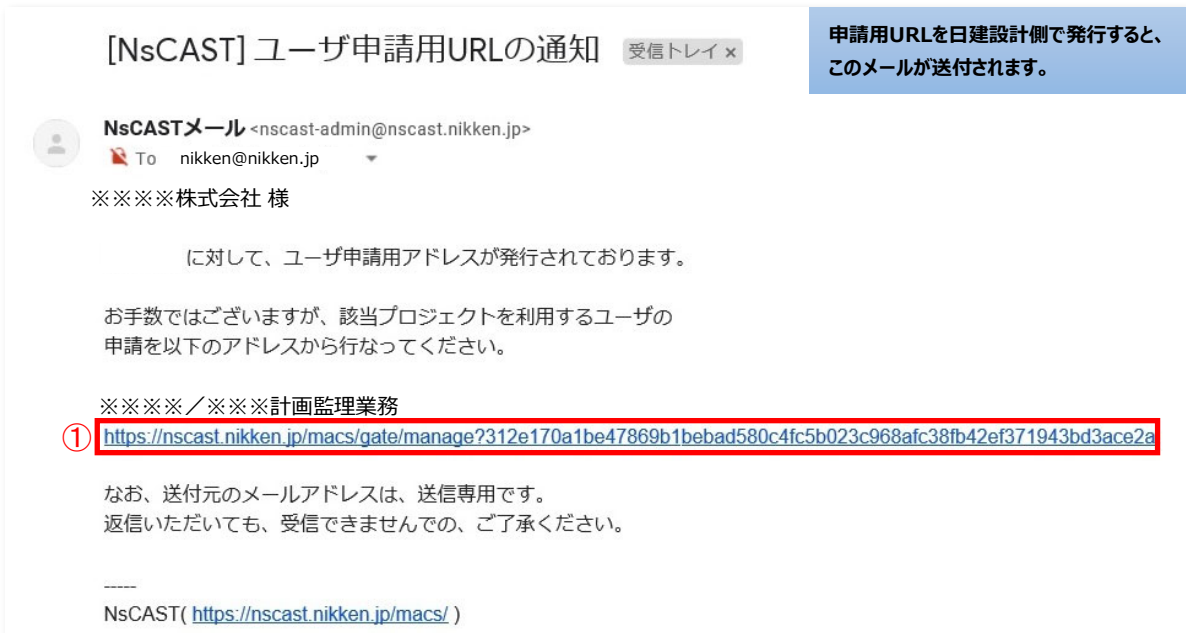 [NsCAST] ユーザ申請用URLの通知 受信トレイ ×
申請用URLを日建設計側で発行すると、
このメールが送付されます。
NsCASTメール <nscast-admin@nscast.nikken.jp>
To nikken@nikken.jp
※※※※株式会社 様
に対して、ユーザ申請用アドレスが発行されております。
お手数ではございますが、該当プロジェクトを利用するユーザの
申請を以下のアドレスから行なってください。
※※※※／※※※計画監理業務
① https://nscast.nikken.jp/macs/gate/manage?312e170a1be47869b1bebad580c4fc5b023c968afc38fb42ef371943bd3ace2a
なお、送付元のメールアドレスは、送信専用です。
返信いただいても、受信できませんでの、ご了承ください。
-----
NsCAST( https://nscast.nikken.jp/macs/ )